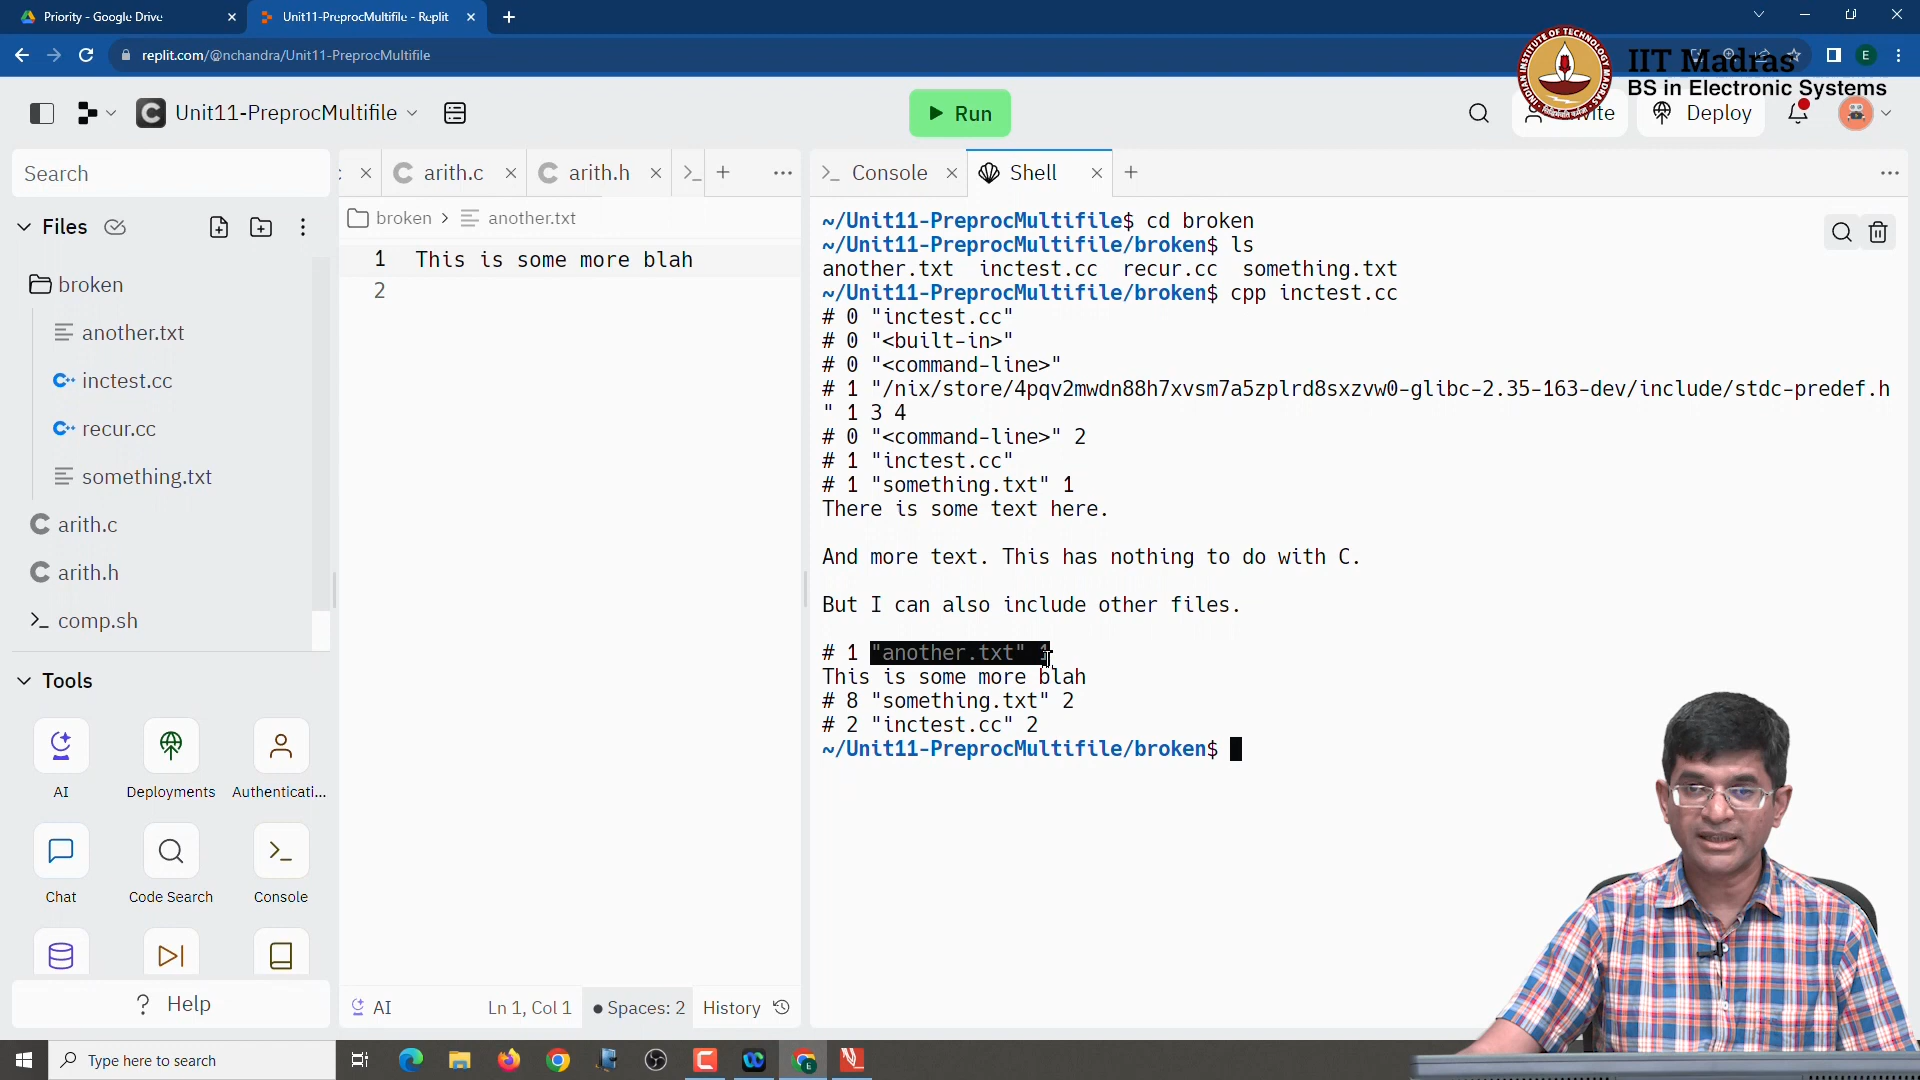 Priority - Google Drive
Unit11-PreprocMultifile - Replit
replit.com/@nchandra/Unit11-PreprocMultifile
IIT Madras
BS in Electronic Systems
Unit11-PreprocMultifile
Run
Deploy
Search
arith.c
arith.h
Console
Shell
Files
broken
another.txt
inctest.cc
recur.cc
something.txt
arith.c
arith.h
comp.sh
Tools
AI
Deployments
Authenticati...
Chat
Code Search
Console
Help
broken > another.txt
1 This is some more blah
2
AI
Ln 1, Col 1
Spaces: 2
History
~/Unit11-PreprocMultifile$ cd broken
~/Unit11-PreprocMultifile/broken$ ls
another.txt inctest.cc recur.cc something.txt
~/Unit11-PreprocMultifile/broken$ cpp inctest.cc
# 0 "inctest.cc"
# 0 "<built-in>"
# 0 "<command-line>"
# 1 "/nix/store/4pqv2mwdn88h7xvsm7a5zplrd8sxzvw0-glibc-2.35-163-dev/include/stdc-predef.h
" 1 3 4
# 0 "<command-line>" 2
# 1 "inctest.cc"
# 1 "something.txt" 1
There is some text here.
And more text. This has nothing to do with C.
But I can also include other files.
# 1 "another.txt" 1
This is some more blah
# 8 "something.txt" 2
# 2 "inctest.cc" 2
~/Unit11-PreprocMultifile/broken$
Type here to search